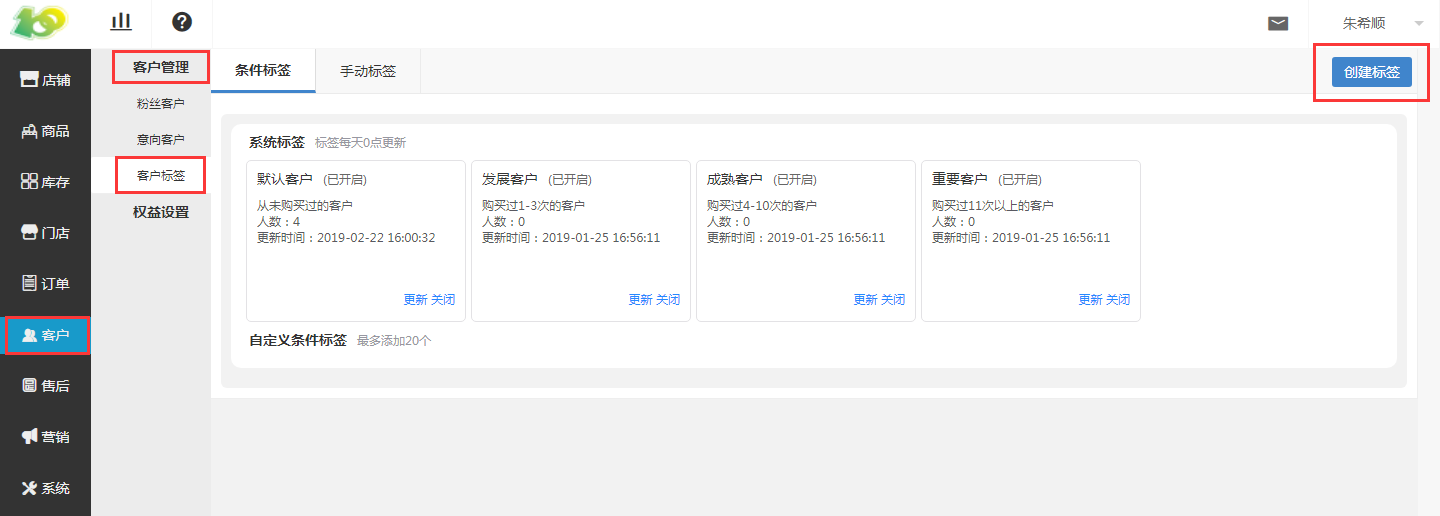 朱希顺
店铺
商品
库存
门店
订单
客户
售后
营销
系统
客户管理
粉丝客户
意向客户
客户标签
权益设置
条件标签
手动标签
创建标签
系统标签 标签每天0点更新
默认客户 (已开启)
从未购买过的客户
人数：4
更新时间：2019-02-22 16:00:32
更新 关闭
发展客户 (已开启)
购买过1-3次的客户
人数：0
更新时间：2019-01-25 16:56:11
更新 关闭
成熟客户 (已开启)
购买过4-10次的客户
人数：0
更新时间：2019-01-25 16:56:11
更新 关闭
重要客户 (已开启)
购买过11次以上的客户
人数：0
更新时间：2019-01-25 16:56:11
更新 关闭
自定义条件标签 最多添加20个